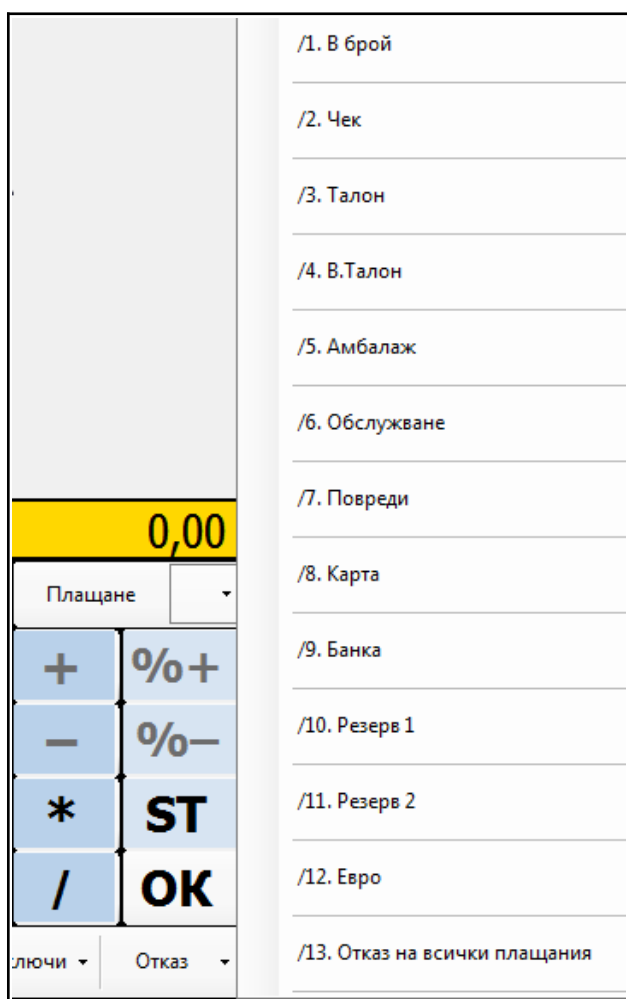 /1. В брой
/2. Чек
/3. Талон
/4. В.Талон
/5. Амбалаж
/6. Обслужване
/7. Повреди
/8. Карта
/9. Банка
/10. Резерв 1
/11. Резерв 2
/12. Евро
/13. Отказ на всички плащания
0,00
Плащане
+ %+
− %−
* ST
/ OK
лючи Отказ